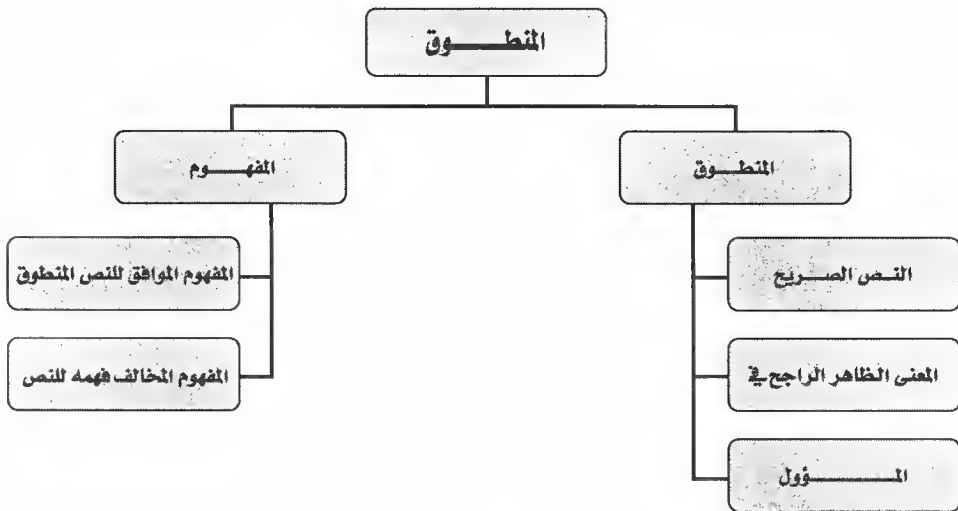 المنطوق
المنطوق
المفهوم
النص الصريح
المعنى الظاهر الراجح في
المؤول
المفهوم الموافق للنص المنطوق
المفهوم المخالف فهمه للنص